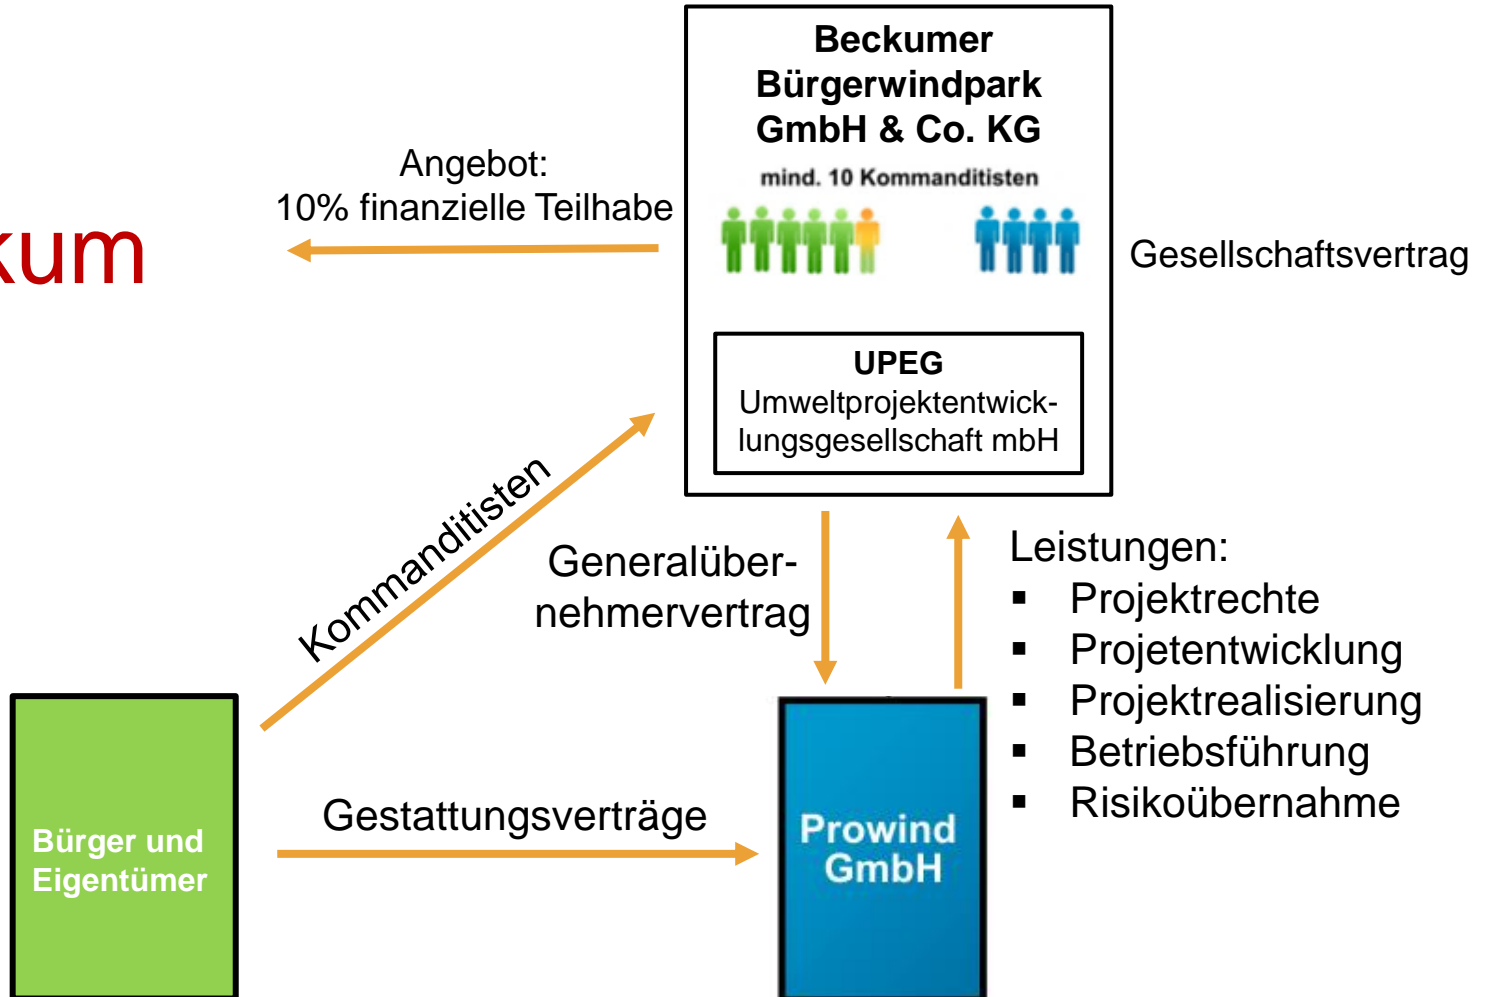 Beckumer
Bürgerwindpark
GmbH & Co. KG
mind. 10 Kommanditisten
Angebot:
10% finanzielle Teilhabe
kum
Gesellschaftsvertrag
UPEG
Umweltprojektentwick-
lungsgesellschaft mbH
Kommanditisten
Generalüber-
nehmervertrag
Leistungen:
▪ Projektrechte
▪ Projetentwicklung
▪ Projektrealisierung
▪ Betriebsführung
▪ Risikoübernahme
Bürger und
Eigentümer
Gestattungsverträge
Prowind
GmbH